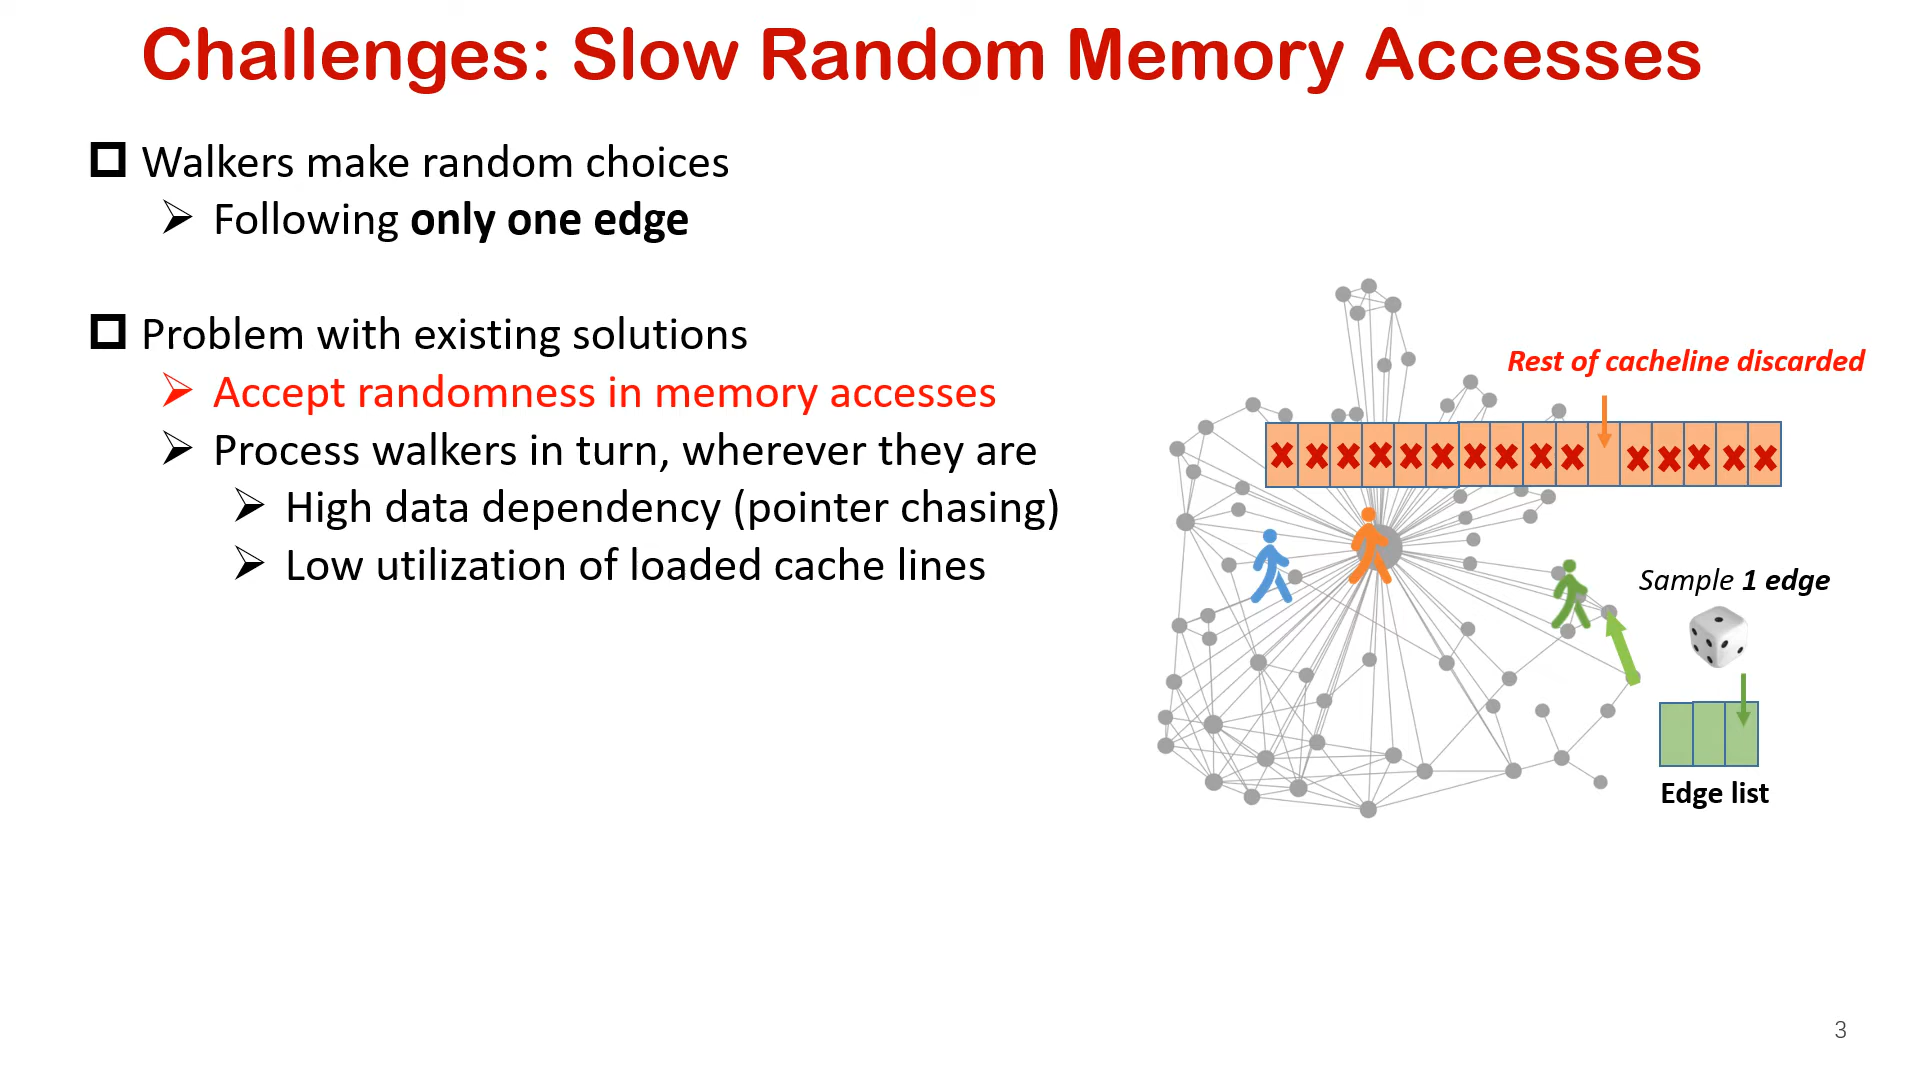 Challenges: Slow Random Memory Accesses
Walkers make random choices
Following only one edge
Problem with existing solutions
Accept randomness in memory accesses
Process walkers in turn, wherever they are
High data dependency (pointer chasing)
Low utilization of loaded cache lines
Rest of cacheline discarded
Sample 1 edge
Edge list
3